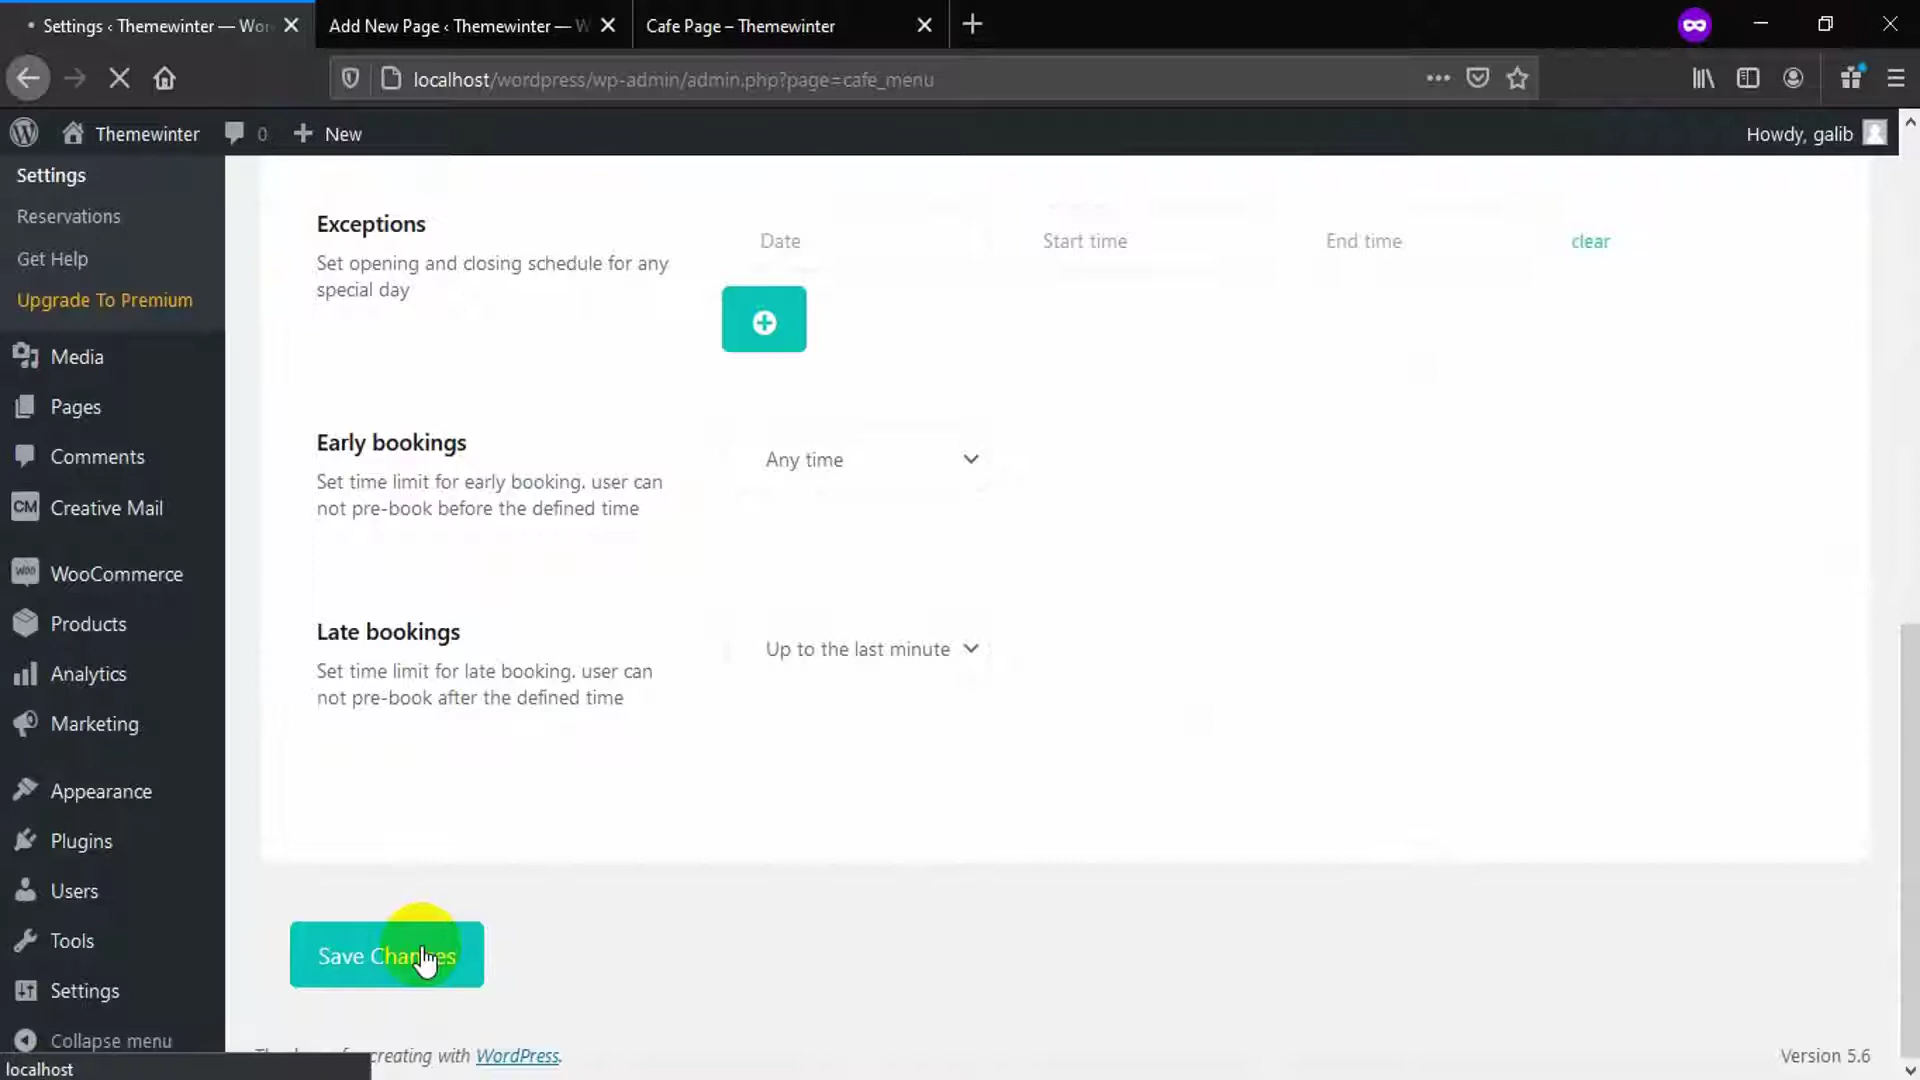 Settings ‹ Themewinter — Wor
Add New Page ‹ Themewinter — W
Cafe Page – Themewinter
localhost/wordpress/wp-admin/admin.php?page=cafe_menu
Themewinter
0
New
Howdy, galib
Settings
Reservations
Get Help
Upgrade To Premium
Media
Pages
Comments
CM Creative Mail
Woo WooCommerce
Products
Analytics
Marketing
Appearance
Plugins
Users
Tools
Settings
Collapse menu
Exceptions
Set opening and closing schedule for any
special day
Date
Start time
End time
clear
Early bookings
Set time limit for early booking. user can
not pre-book before the defined time
Any time
Late bookings
Set time limit for late booking. user can
not pre-book after the defined time
Up to the last minute
Save Changes
creating with WordPress.
Version 5.6
localhost